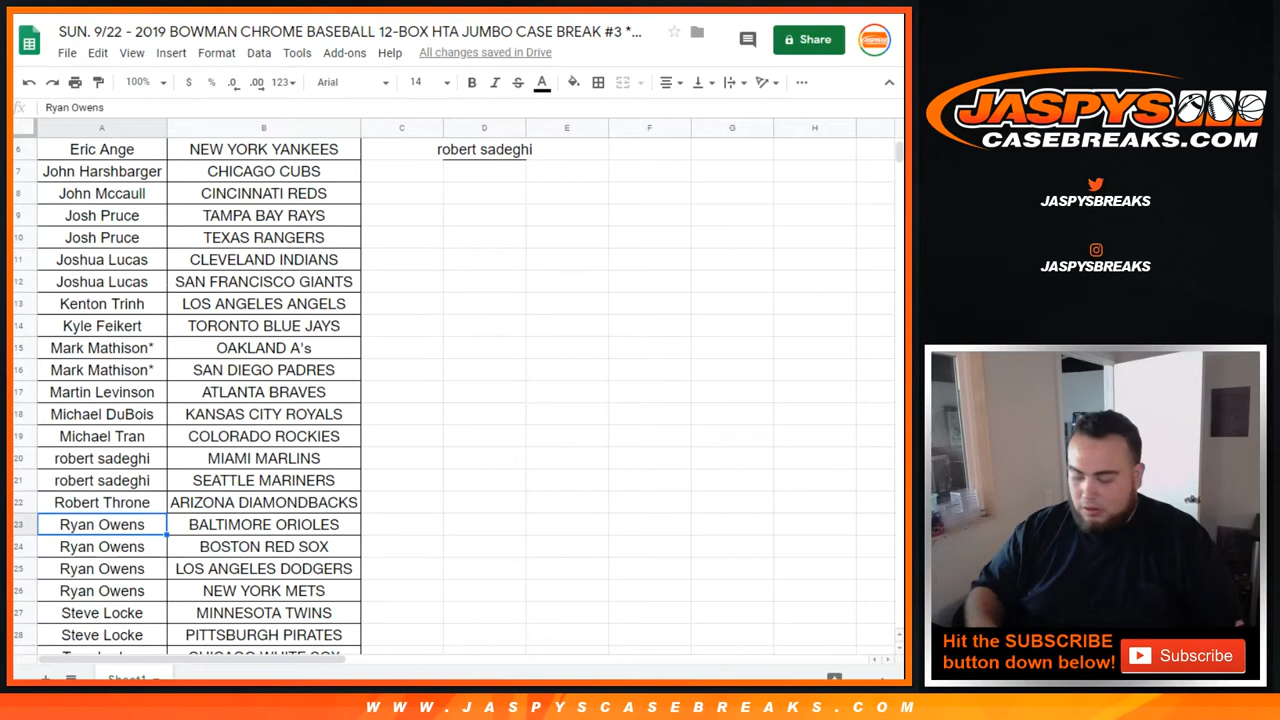 SUN. 9/22 - 2019 BOWMAN CHROME BASEBALL 12-BOX HTA JUMBO CASE BREAK #3 *...
File Edit View Insert Format Data Tools Add-ons Help All changes saved in Drive
Share
100% $ % .0 .00 123 Arial 14 B I S A
fx Ryan Owens
A B C D E F G H
6 Eric Ange NEW YORK YANKEES robert sadeghi
7 John Harshbarger CHICAGO CUBS
8 John Mccaull CINCINNATI REDS
9 Josh Pruce TAMPA BAY RAYS
10 Josh Pruce TEXAS RANGERS
11 Joshua Lucas CLEVELAND INDIANS
12 Joshua Lucas SAN FRANCISCO GIANTS
13 Kenton Trinh LOS ANGELES ANGELS
14 Kyle Feikert TORONTO BLUE JAYS
15 Mark Mathison* OAKLAND A's
16 Mark Mathison* SAN DIEGO PADRES
17 Martin Levinson ATLANTA BRAVES
18 Michael DuBois KANSAS CITY ROYALS
19 Michael Tran COLORADO ROCKIES
20 robert sadeghi MIAMI MARLINS
21 robert sadeghi SEATTLE MARINERS
22 Robert Throne ARIZONA DIAMONDBACKS
23 Ryan Owens BALTIMORE ORIOLES
24 Ryan Owens BOSTON RED SOX
25 Ryan Owens LOS ANGELES DODGERS
26 Ryan Owens NEW YORK METS
27 Steve Locke MINNESOTA TWINS
28 Steve Locke PITTSBURGH PIRATES
CHICAGO WHITE SOX
Sheet1
JASPYS
CASEBREAKS.COM
JASPYSBREAKS
JASPYSBREAKS
Hit the SUBSCRIBE
button down below!
Subscribe
WWW.JASPYSCASEBREAKS.COM